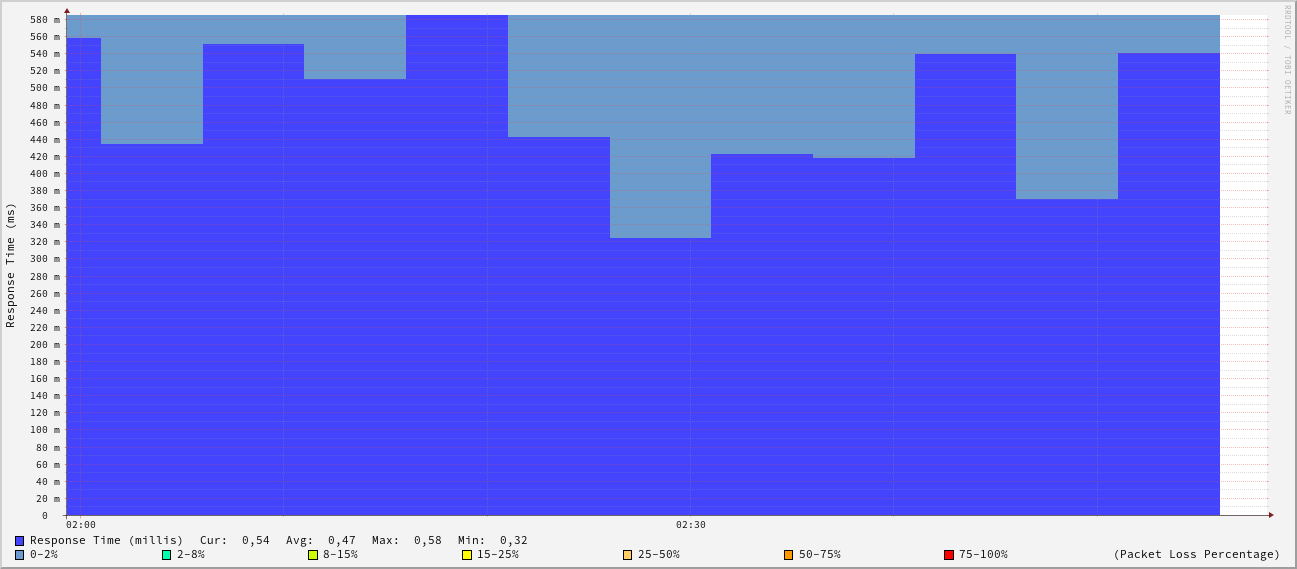 RRDTOOL / TOBI OETIKER
Response Time (ms)
580 m
560 m
540 m
520 m
500 m
480 m
460 m
440 m
420 m
400 m
380 m
360 m
340 m
320 m
300 m
280 m
260 m
240 m
220 m
200 m
180 m
160 m
140 m
120 m
100 m
80 m
60 m
40 m
20 m
0
02:00 02:30
Response Time (millis) Cur: 0,54 Avg: 0,47 Max: 0,58 Min: 0,32
0-2% 2-8% 8-15% 15-25% 25-50% 50-75% 75-100% (Packet Loss Percentage)